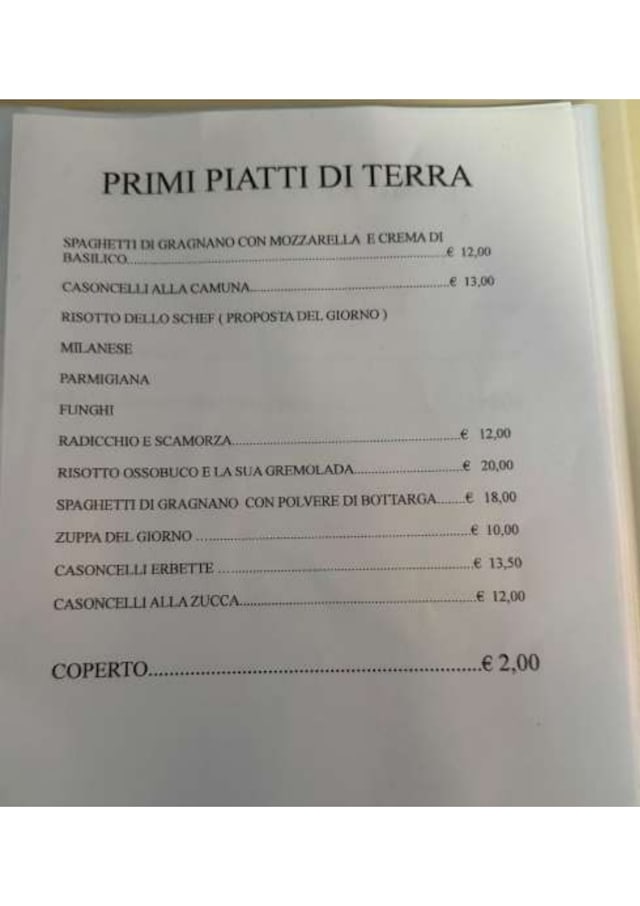 PRIMI PIATTI DI TERRA
SPAGHETTI DI GRAGNANO CON MOZZARELLA E CREMA DI
BASILICO..........................................................................................€ 12,00
CASONCELLI ALLA CAMUNA.........................................................€ 13,00
RISOTTO DELLO SCHEF ( PROPOSTA DEL GIORNO )
MILANESE
PARMIGIANA
FUNGHI
RADICCHIO E SCAMORZA................................................................€ 12,00
RISOTTO OSSOBUCO E LA SUA GREMOLADA..............................€ 20,00
SPAGHETTI DI GRAGNANO CON POLVERE DI BOTTARGA.......€ 18,00
ZUPPA DEL GIORNO ............................................................................€ 10,00
CASONCELLI ERBETTE .......................................................................€ 13,50
CASONCELLI ALLA ZUCCA..................................................................€ 12,00
COPERTO................................................................€ 2,00